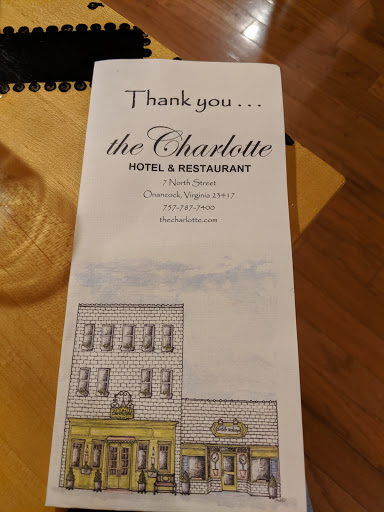 Thank you . . .
the Charlotte
HOTEL & RESTAURANT
7 North Street
Onancock, Virginia 23417
757-787-7400
thecharlotte.com